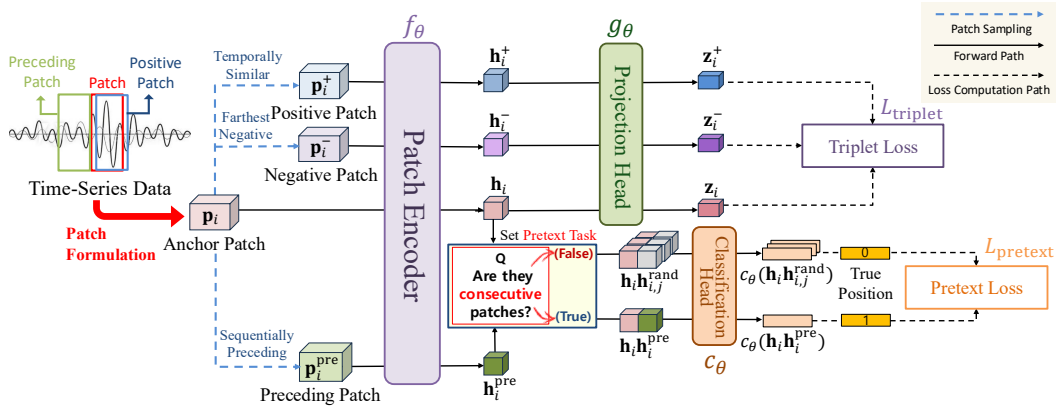 Preceding
Patch
Patch
Positive
Patch
Time-Series Data
Patch
Formulation
p_i
Anchor Patch
Temporally
Similar
Farthest
Negative
Sequentially
Preceding
p_i^+
Positive Patch
p_i^-
Negative Patch
p_i^pre
Preceding Patch
f_θ
Patch Encoder
h_i^+
h_i^-
h_i
h_i^pre
Set Pretext Task
Q
Are they
consecutive
patches?
(False)
(True)
g_θ
Projection Head
z_i^+
z_i^-
z_i
h_i h_{i,j}^rand
h_i h_i^pre
Classification
Head
c_θ
c_θ(h_i h_{i,j}^rand)
c_θ(h_i h_i^pre)
0
True
Position
1
L_triplet
Triplet Loss
L_pretext
Pretext Loss
Patch Sampling
Forward Path
Loss Computation Path